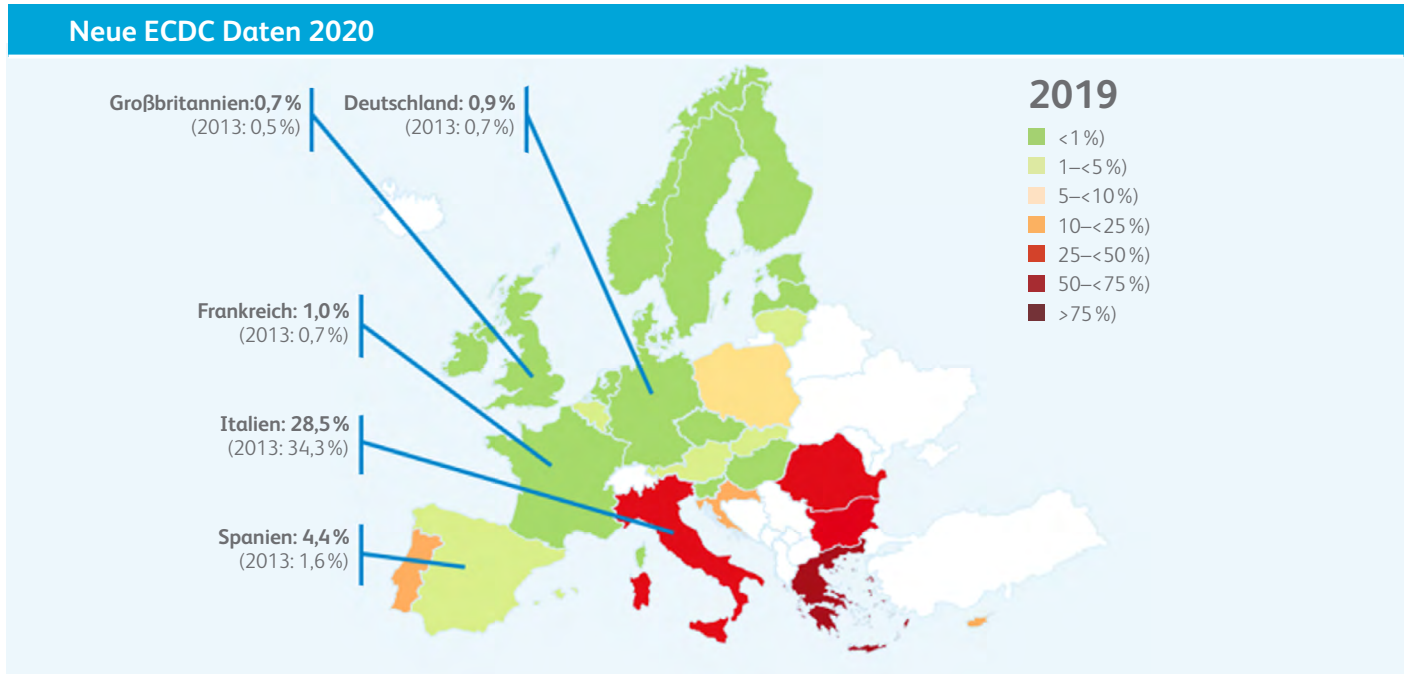 Neue ECDC Daten 2020
Großbritannien:0,7 %
(2013: 0,5 %)
Deutschland: 0,9 %
(2013: 0,7 %)
Frankreich: 1,0 %
(2013: 0,7 %)
Italien: 28,5 %
(2013: 34,3 %)
Spanien: 4,4 %
(2013: 1,6 %)
2019
<1 %)
1–<5 %)
5–<10 %)
10–<25 %)
25–<50 %)
50–<75 %)
>75 %)